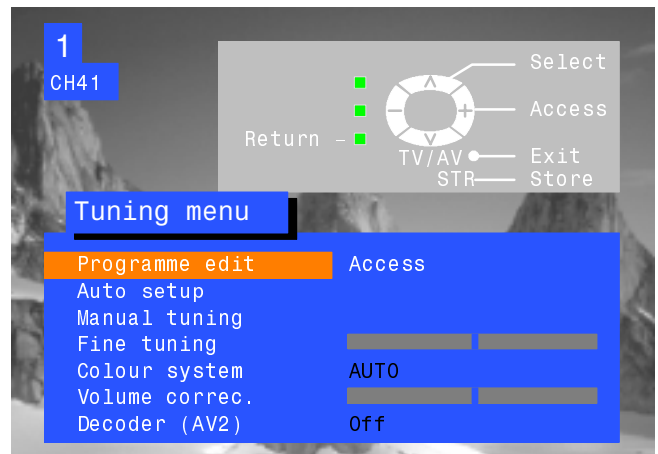 1
CH41
Select
Access
Return –
TV/AV Exit
STR Store
Tuning menu
Programme edit Access
Auto setup
Manual tuning
Fine tuning
Colour system AUTO
Volume correc.
Decoder (AV2) Off